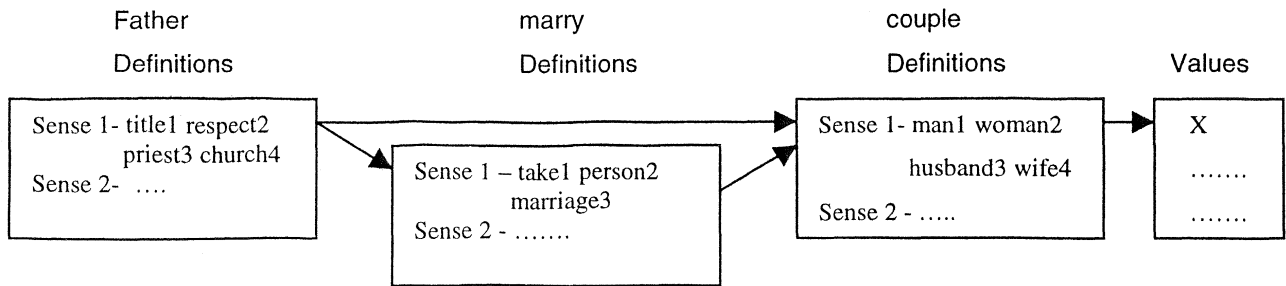 Father marry couple
Definitions Definitions Definitions Values
Sense 1- title1 respect2
priest3 church4
Sense 2- ....
Sense 1 – take1 person2
marriage3
Sense 2 - .......
Sense 1- man1 woman2
husband3 wife4
Sense 2 - .....
X
.......
.......